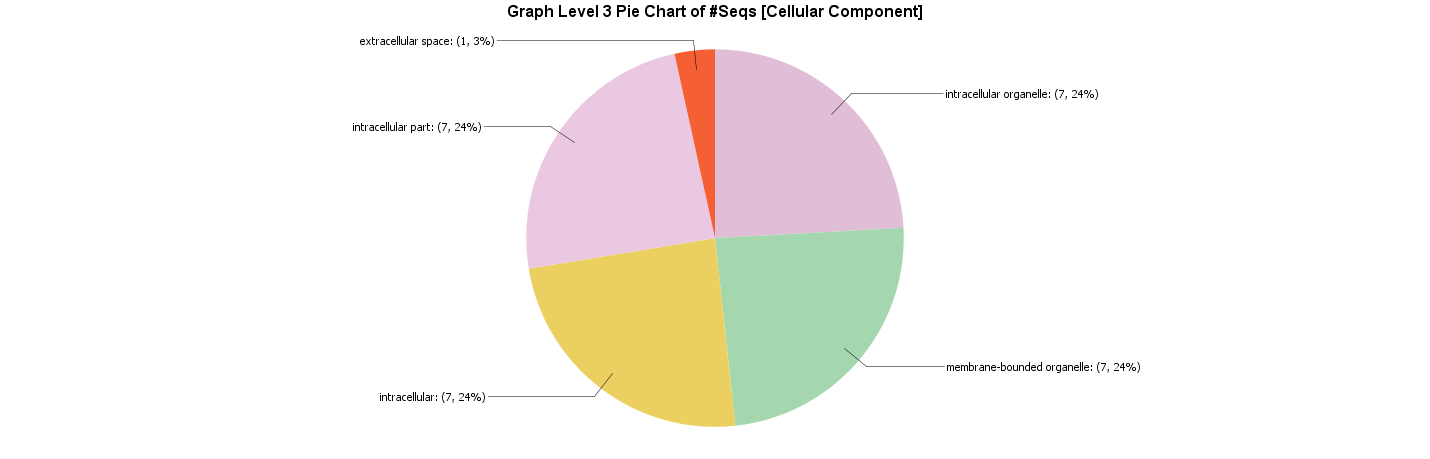 Graph Level 3 Pie Chart of #Seqs [Cellular Component]
extracellular space: (1, 3%)
intracellular organelle: (7, 24%)
intracellular part: (7, 24%)
membrane-bounded organelle: (7, 24%)
intracellular: (7, 24%)